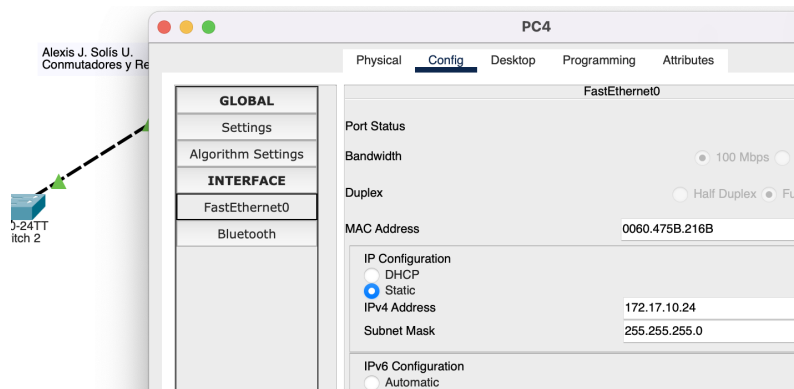 PC4
Alexis J. Solís U.
Conmutadores y Re
Physical Config Desktop Programming Attributes
GLOBAL
Settings
Algorithm Settings
INTERFACE
FastEthernet0
Bluetooth
FastEthernet0
Port Status
Bandwidth 100 Mbps
Duplex Half Duplex Fu
MAC Address 0060.475B.216B
IP Configuration
DHCP
Static
IPv4 Address 172.17.10.24
Subnet Mask 255.255.255.0
IPv6 Configuration
Automatic
0-24TT
itch 2